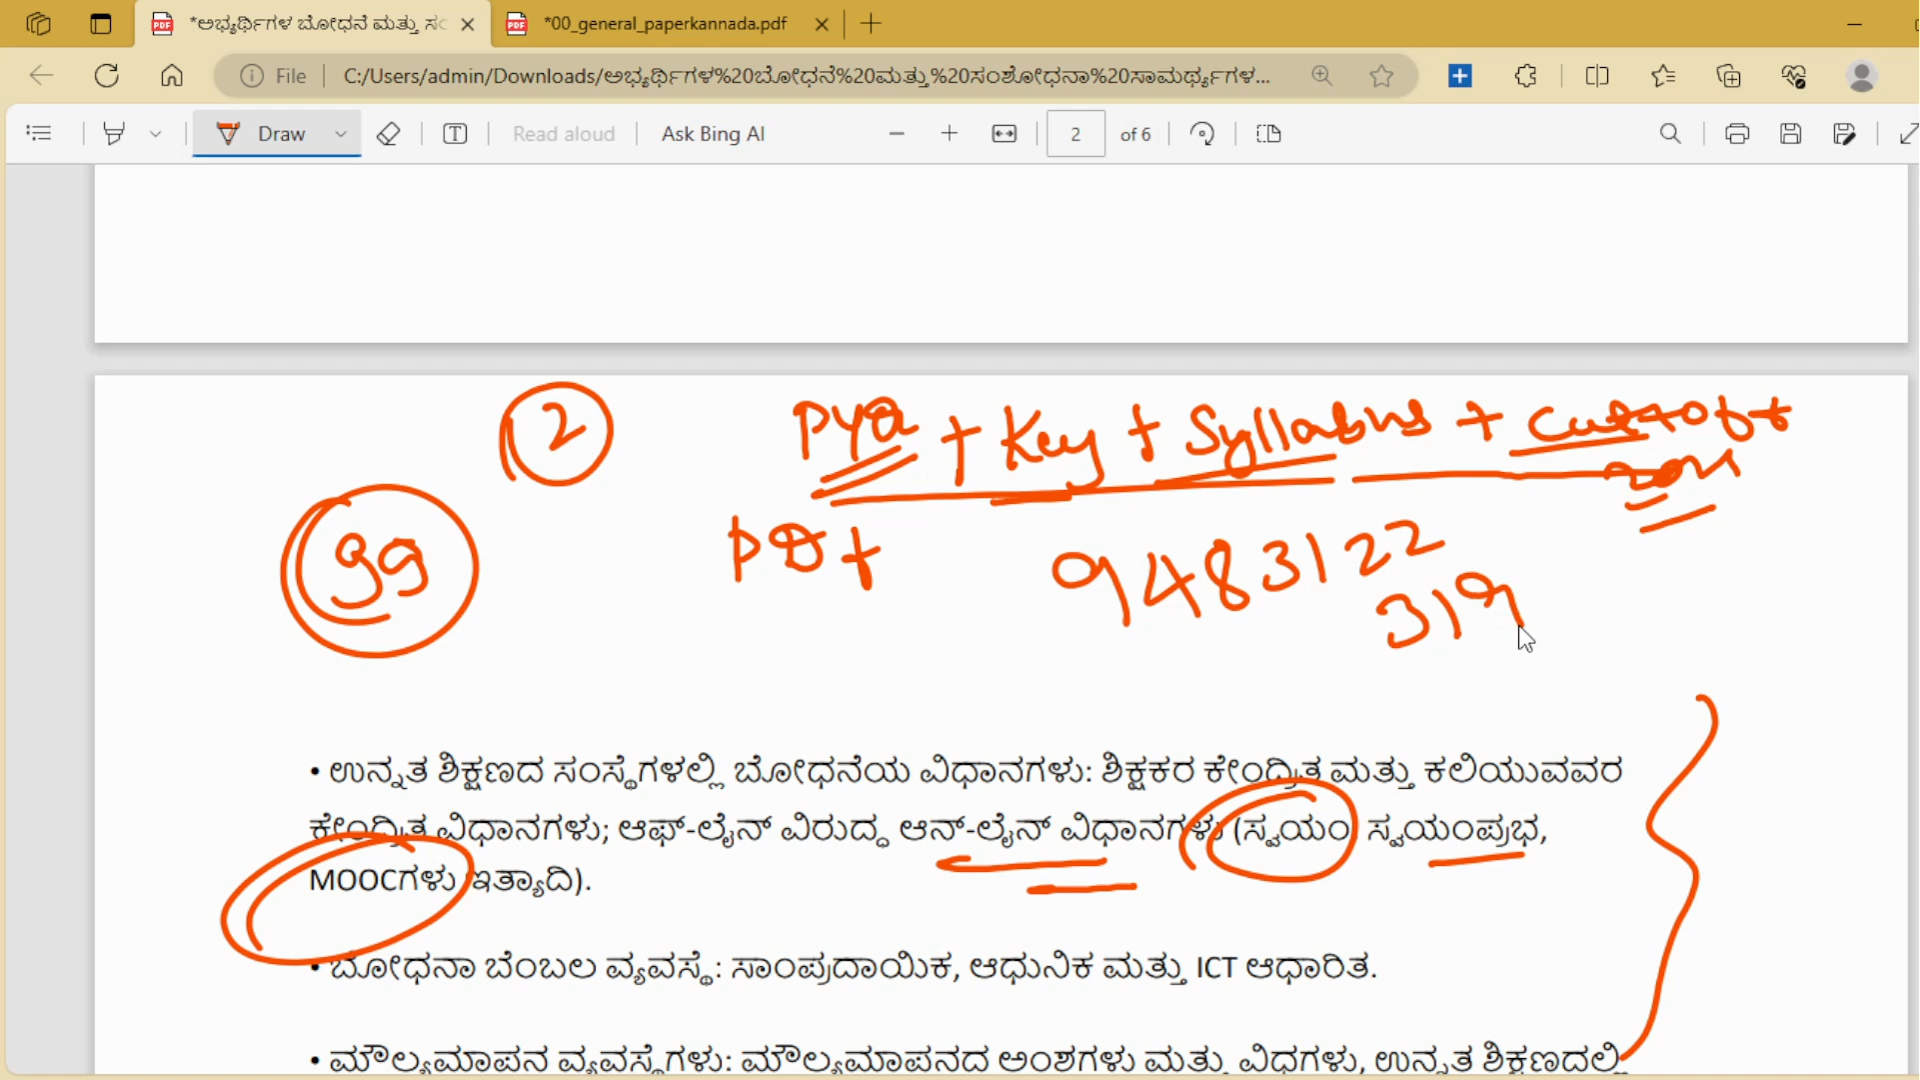 *ಅಭ್ಯರ್ಥಿಗಳ ಬೋಧನೆ ಮತ್ತು ಸಂ
*00_general_paperkannada.pdf
File
C:/Users/admin/Downloads/ಅಭ್ಯರ್ಥಿಗಳ%20ಬೋಧನೆ%20ಮತ್ತು%20ಸಂಶೋಧನಾ%20ಸಾಮರ್ಥ್ಯಗಳ...
Draw
Read aloud
Ask Bing AI
2 of 6
2
PYQ + Key + Syllabus + Cutoff
99
PDF
9483122
319
• ಉನ್ನತ ಶಿಕ್ಷಣದ ಸಂಸ್ಥೆಗಳಲ್ಲಿ ಬೋಧನೆಯ ವಿಧಾನಗಳು: ಶಿಕ್ಷಕರ ಕೇಂದ್ರಿತ ಮತ್ತು ಕಲಿಯುವವರ
ಕೇಂದ್ರಿತ ವಿಧಾನಗಳು; ಆಫ್-ಲೈನ್ ವಿರುದ್ಧ ಆನ್-ಲೈನ್ ವಿಧಾನಗಳು (ಸ್ವಯಂ ಸ್ವಯಂಪ್ರಭ,
MOOCಗಳು ಇತ್ಯಾದಿ).
• ಬೋಧನಾ ಬೆಂಬಲ ವ್ಯವಸ್ಥೆ: ಸಾಂಪ್ರದಾಯಿಕ, ಆಧುನಿಕ ಮತ್ತು ICT ಆಧಾರಿತ.
• ಮೌಲ್ಯಮಾಪನ ವ್ಯವಸ್ಥೆಗಳು: ಮೌಲ್ಯಮಾಪನದ ಅಂಶಗಳು ಮತ್ತು ವಿಧಗಳು, ಉನ್ನತ ಶಿಕ್ಷಣದಲ್ಲಿ